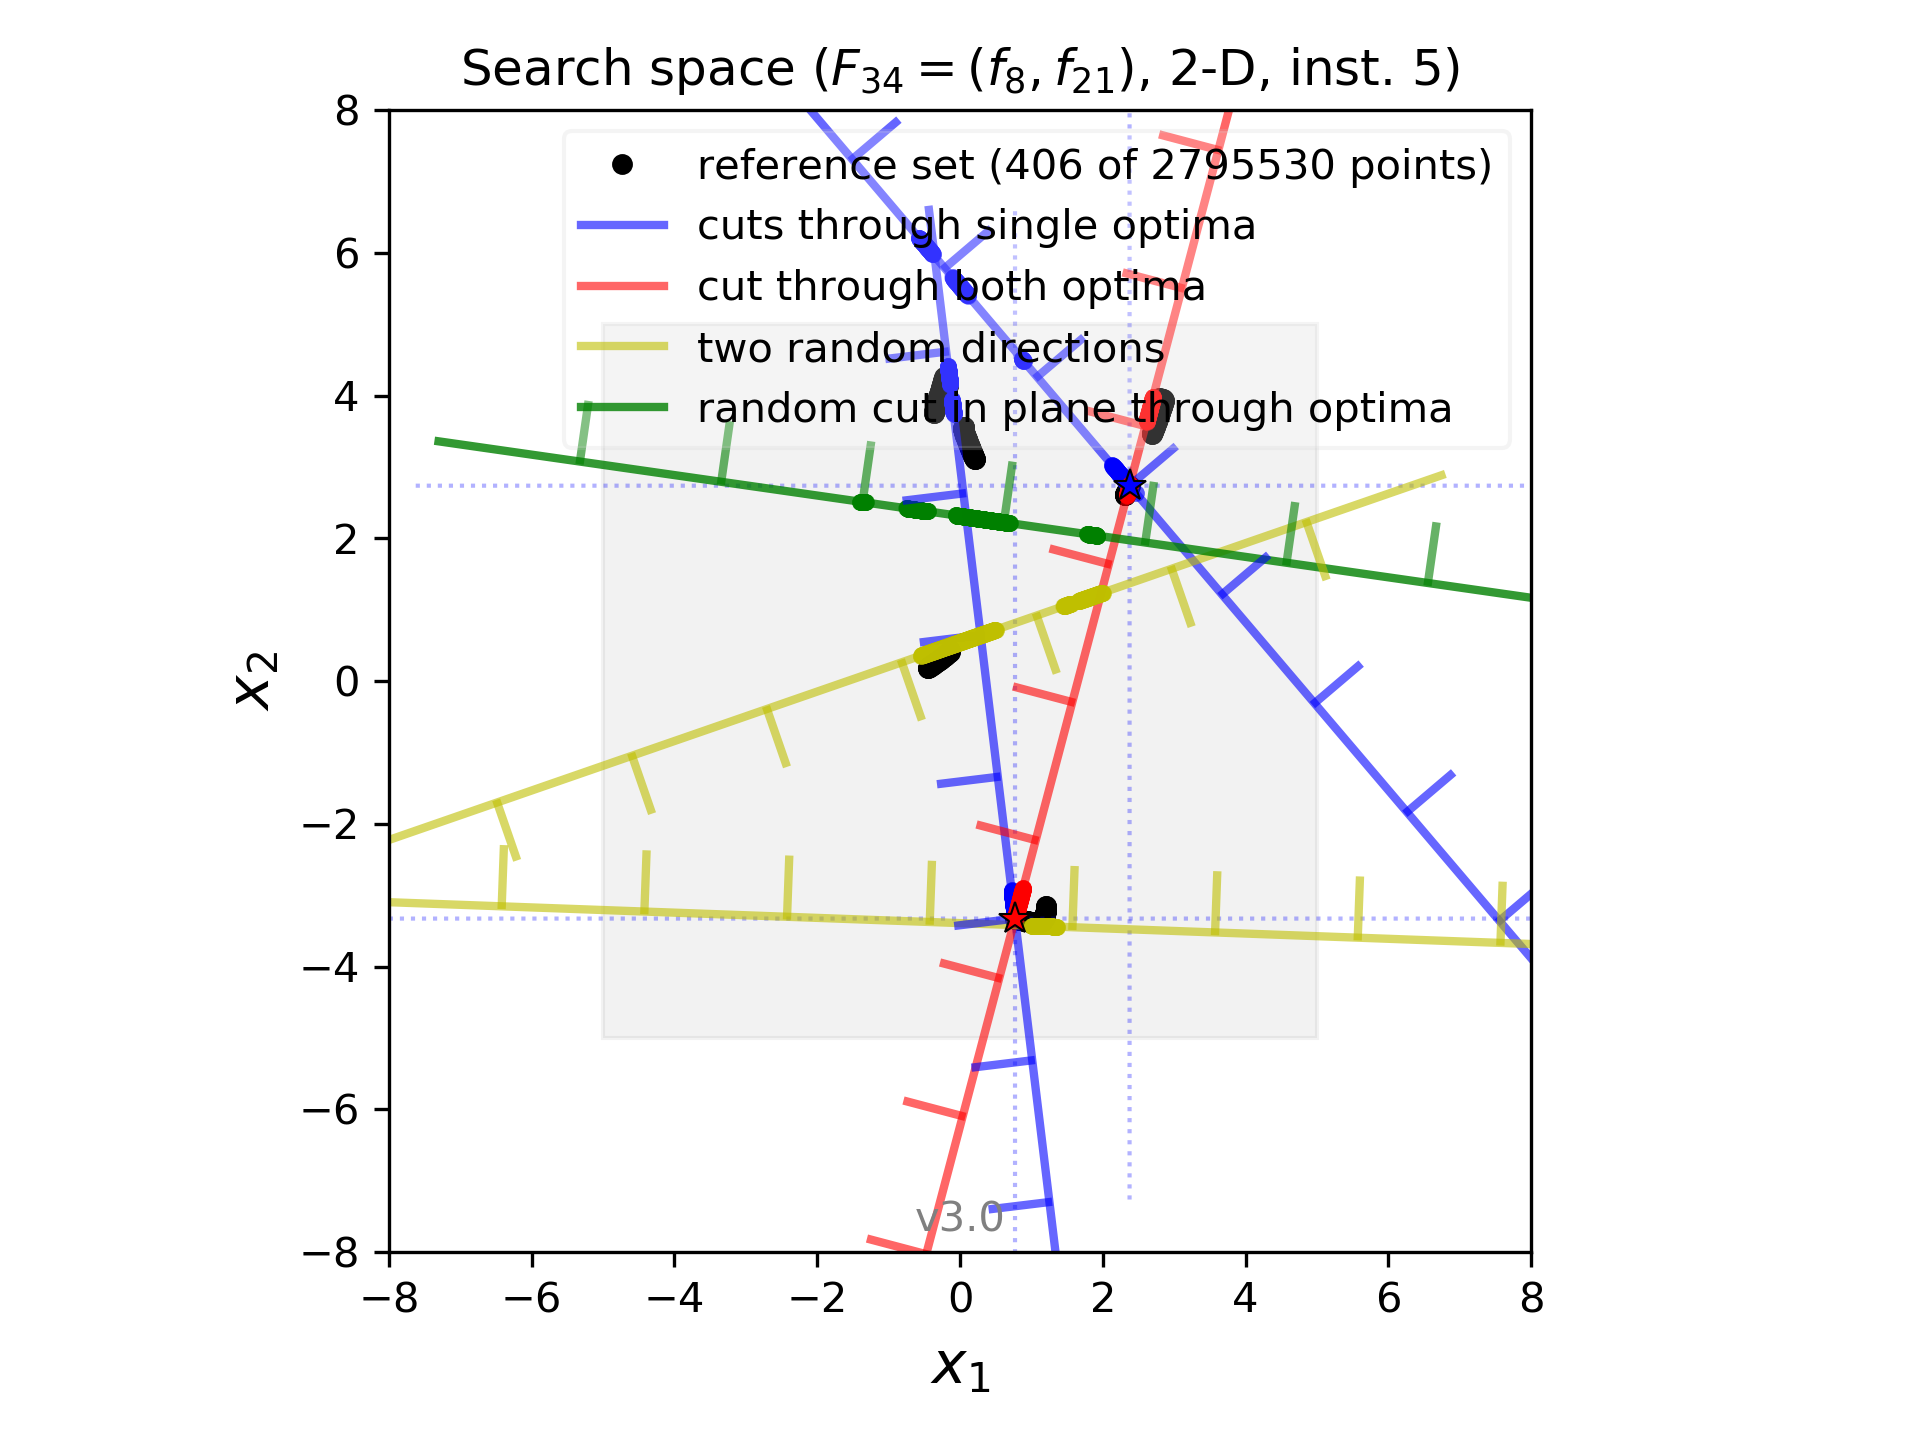 Search space (F34 = (f8, f21), 2-D, inst. 5)
reference set (406 of 2795530 points)
cuts through single optima
cut through both optima
two random directions
random cut in plane through optima
8
6
4
2
0
−2
−4
−6
−8
x2
v3.0
−8 −6 −4 −2 0 2 4 6 8
x1